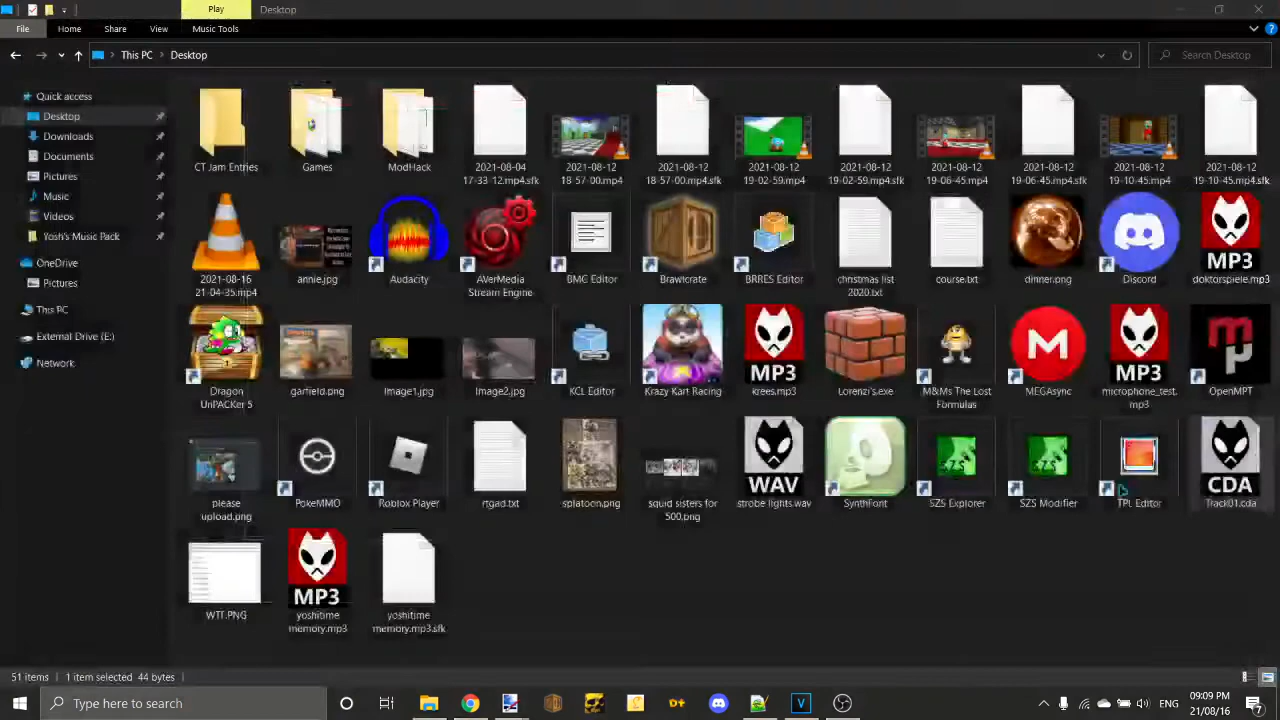 Play
Desktop
File
Home
Share
View
Music Tools
This PC
Desktop
Search Desktop
Quick access
Desktop
Downloads
Documents
Pictures
Music
Videos
Yosh's Music Pack
OneDrive
Pictures
This PC
External Drive (E:)
Network
CT Jam Entries
Games
ModHack
2021-08-04
17-33-12.mp4.sfk
2021-08-12
18-57-00.mp4
2021-08-12
18-57-00.mp4.sfk
2021-08-12
19-02-59.mp4
2021-08-12
19-02-59.mp4.sfk
2021-08-12
19-06-45.mp4
2021-08-12
19-06-45.mp4.sfk
2021-08-12
19-10-45.mp4
2021-08-12
19-10-45.mp4.sfk
2021-08-16
21-04-35.mp4
annie.jpg
Audacity
AVerMedia
Stream Engine
BMG Editor
Brawlcrate
BRRES Editor
christmas list
2020.txt
course.txt
dinner.png
Discord
MP3
doktorspiele.mp3
Dragon
UnPACKer 5
garfield.png
Image1.jpg
Image2.jpg
KCL Editor
Krazy Kart Racing
MP3
krees.mp3
Lorenzi's.exe
M&Ms The Lost
Formulas
MEGAsync
MP3
microphone_test.
mp3
OpenMPT
please
upload.png
PokeMMO
Roblox Player
rtgad.txt
splatoon.png
squid sisters for
500.png
WAV
strobe lights.wav
SynthFont
SZS Explorer
SZS Modifier
TPL Editor
CDA
Track01.cda
WTF.PNG
MP3
yoshitime
memory.mp3
yoshitime
memory.mp3.sfk
51 items
1 item selected 44 bytes
Type here to search
D+
V
ENG
09:09 PM
21/08/16